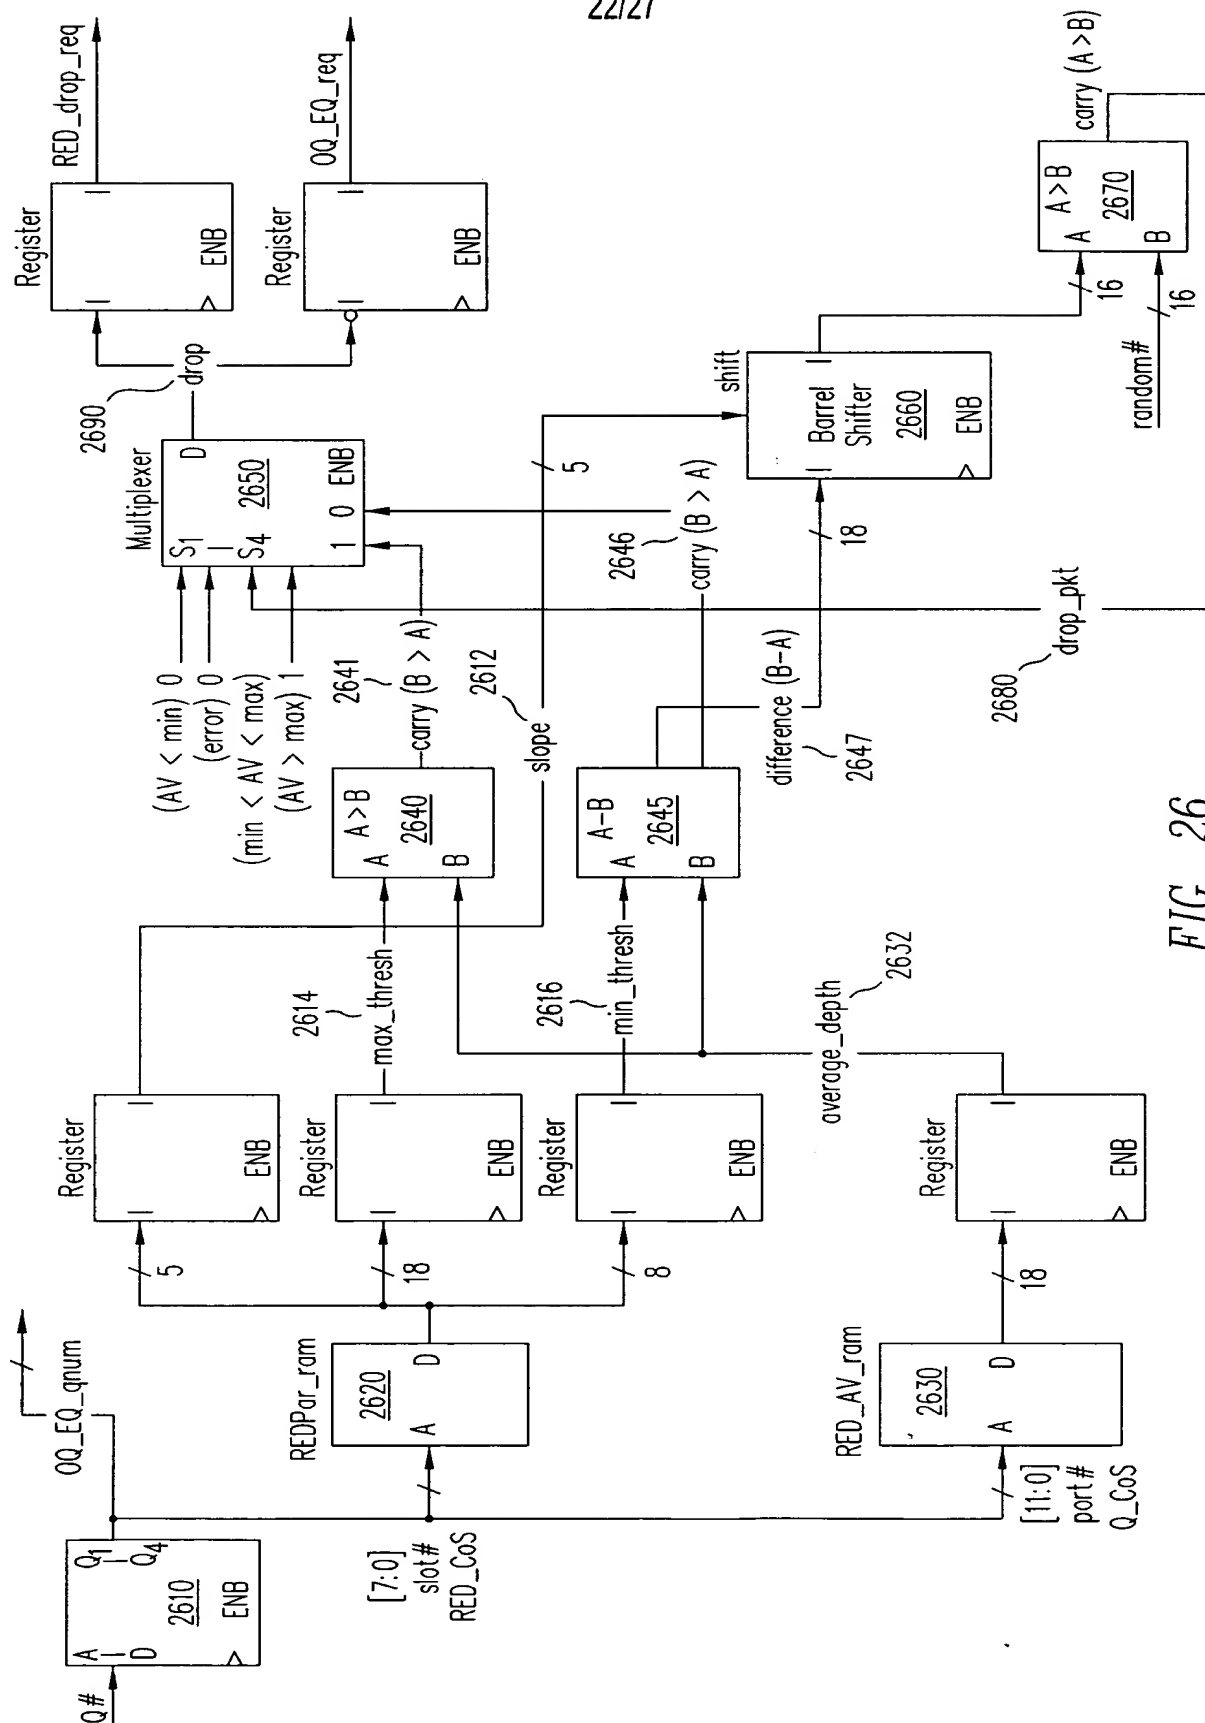 22/27
Q#
A
D
Q1
Q4
2610
ENB
OQ_EQ_qnum
[7:0]
slot#
RED_CoS
REDPar_ram
2620
A
D
[11:0]
port#
Q_CoS
RED_AV_ram
2630
A
D
5
18
8
18
Register
ENB
Register
ENB
Register
ENB
Register
ENB
2614
max_thresh
2616
min_thresh
average_depth
2632
A>B
A
2640
B
A-B
A
2645
B
2641
carry (B > A)
2612
slope
difference (B-A)
2647
2646
carry (B > A)
(AV < min) 0
(error) 0
(min < AV < max)
(AV > max) 1
Multiplexer
S1
S4
D
2650
1 0 ENB
5
18
2680
drop_pkt
shift
Barrel
Shifter
2660
ENB
2690
drop
Register
ENB
RED_drop_req
Register
ENB
OQ_EQ_req
16
random#
16
A>B
A
2670
B
carry (A>B)
FIG. 26